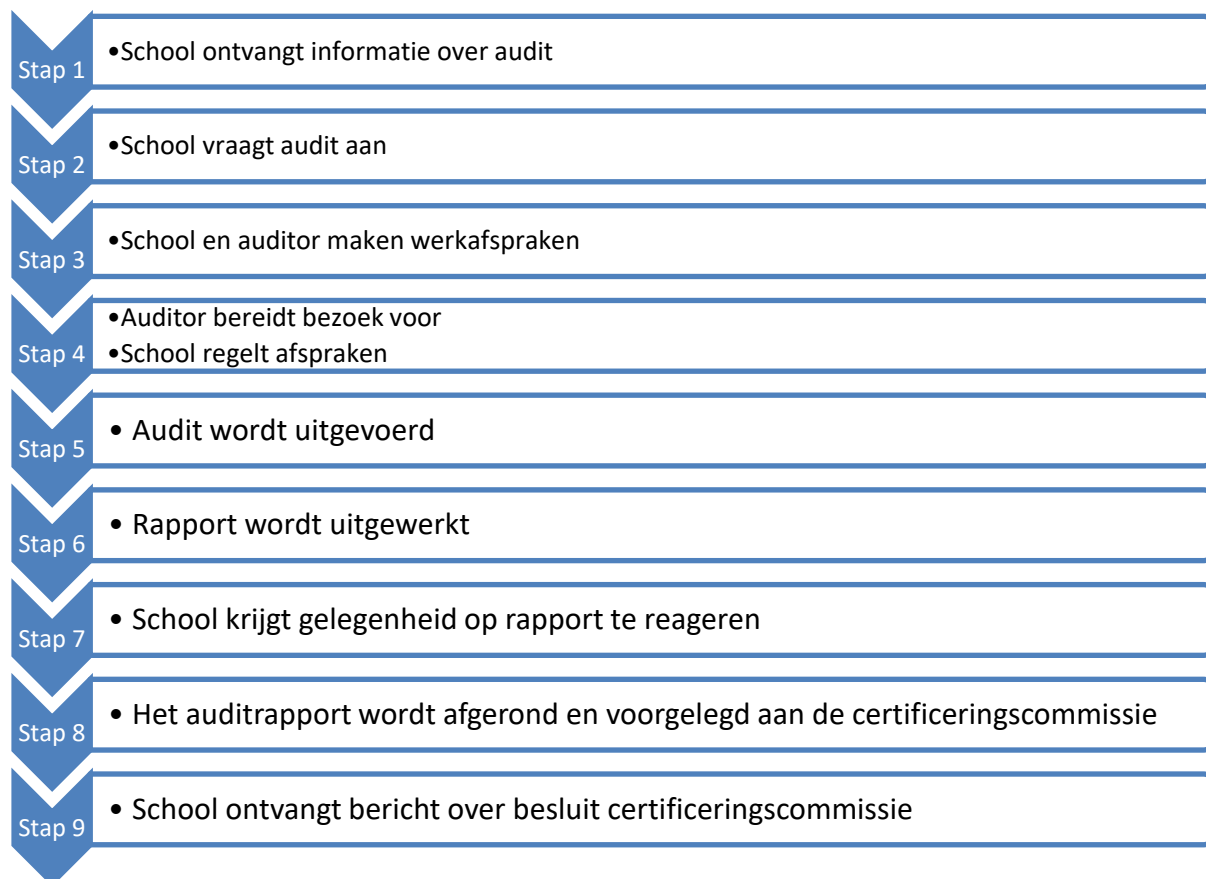 Stap 1
•School ontvangt informatie over audit
Stap 2
•School vraagt audit aan
Stap 3
•School en auditor maken werkafspraken
Stap 4
•Auditor bereidt bezoek voor
•School regelt afspraken
Stap 5
• Audit wordt uitgevoerd
Stap 6
• Rapport wordt uitgewerkt
Stap 7
• School krijgt gelegenheid op rapport te reageren
Stap 8
• Het auditrapport wordt afgerond en voorgelegd aan de certificeringscommissie
Stap 9
• School ontvangt bericht over besluit certificeringscommissie